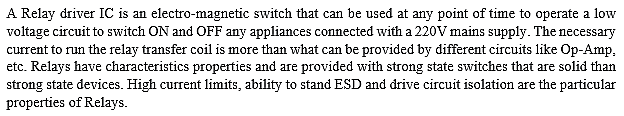 A Relay driver IC is an electro-magnetic switch that can be used at any point of time to operate a low
voltage circuit to switch ON and OFF any appliances connected with a 220V mains supply. The necessary
current to run the relay transfer coil is more than what can be provided by different circuits like Op-Amp,
etc. Relays have characteristics properties and are provided with strong state switches that are solid than
strong state devices. High current limits, ability to stand ESD and drive circuit isolation are the particular
properties of Relays.